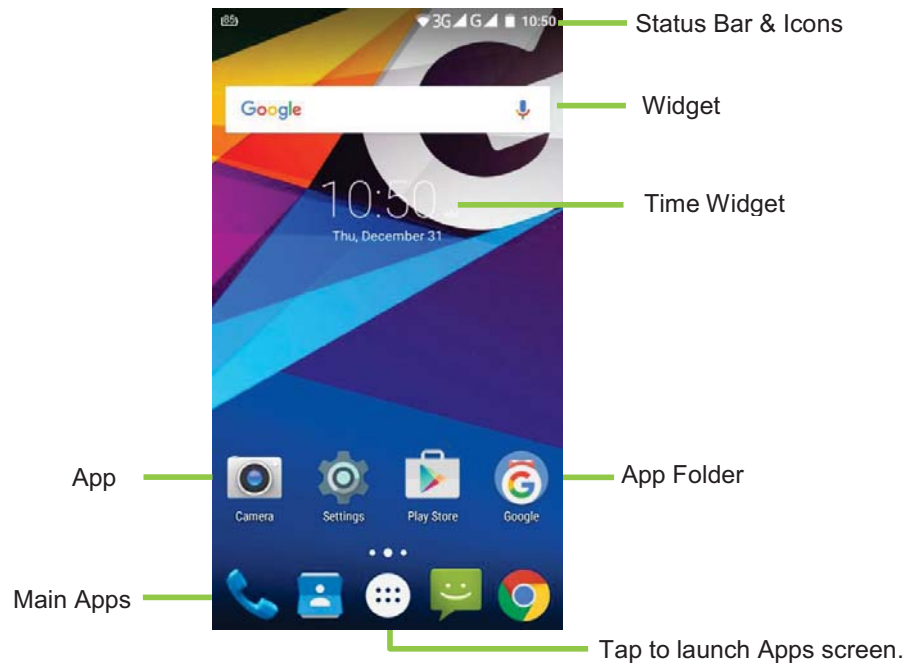 85 3G G 10:50 Status Bar & Icons
Google Widget
10:50 Time Widget
Thu, December 31
App App Folder
Camera Settings Play Store Google
Main Apps
Tap to launch Apps screen.